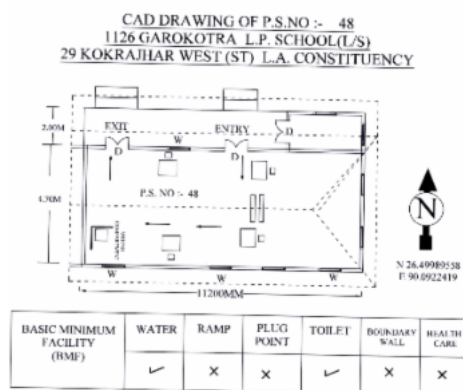 CAD DRAWING OF P.S.NO :- 48
1126 GAROKOTRA L.P. SCHOOL(L/S)
29 KOKRAJHAR WEST (ST) L.A. CONSTITUENCY
2.00M
EXIT
ENTRY
D
W
D
D
P.S. NO :- 48
4.70M
N
N 26.49989558
E 90.0922419
W
W
W
11200MM
BASIC MINIMUM FACILITY (BMF)
WATER
RAMP
PLUG POINT
TOILET
BOUNDARY WALL
HEALTH CARE
✓ × × ✓ × ×